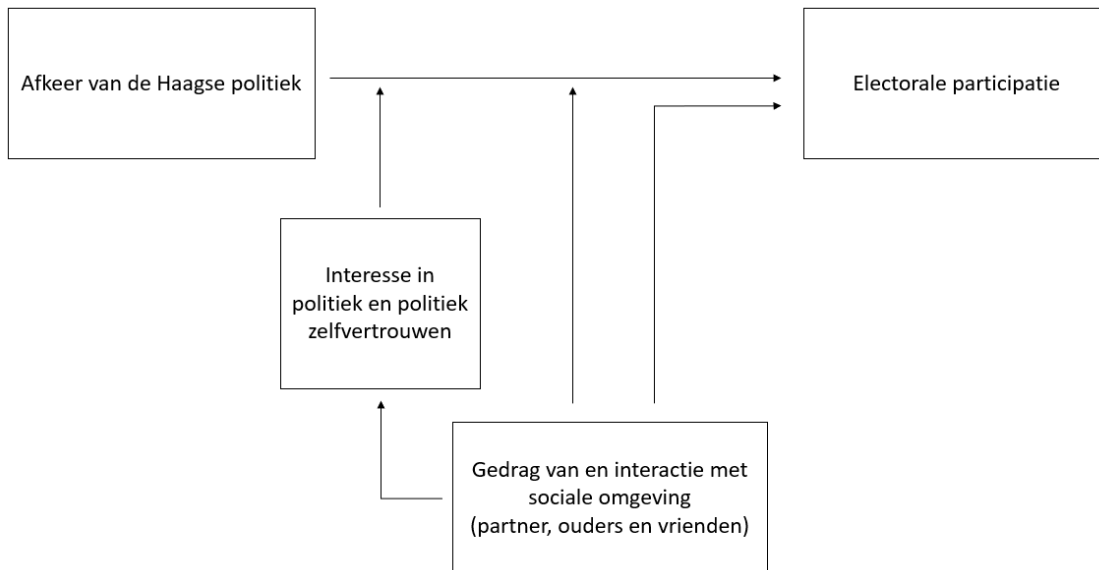 Afkeer van de Haagse politiek
Electorale participatie
Interesse in
politiek en politiek
zelfvertrouwen
Gedrag van en interactie met
sociale omgeving
(partner, ouders en vrienden)